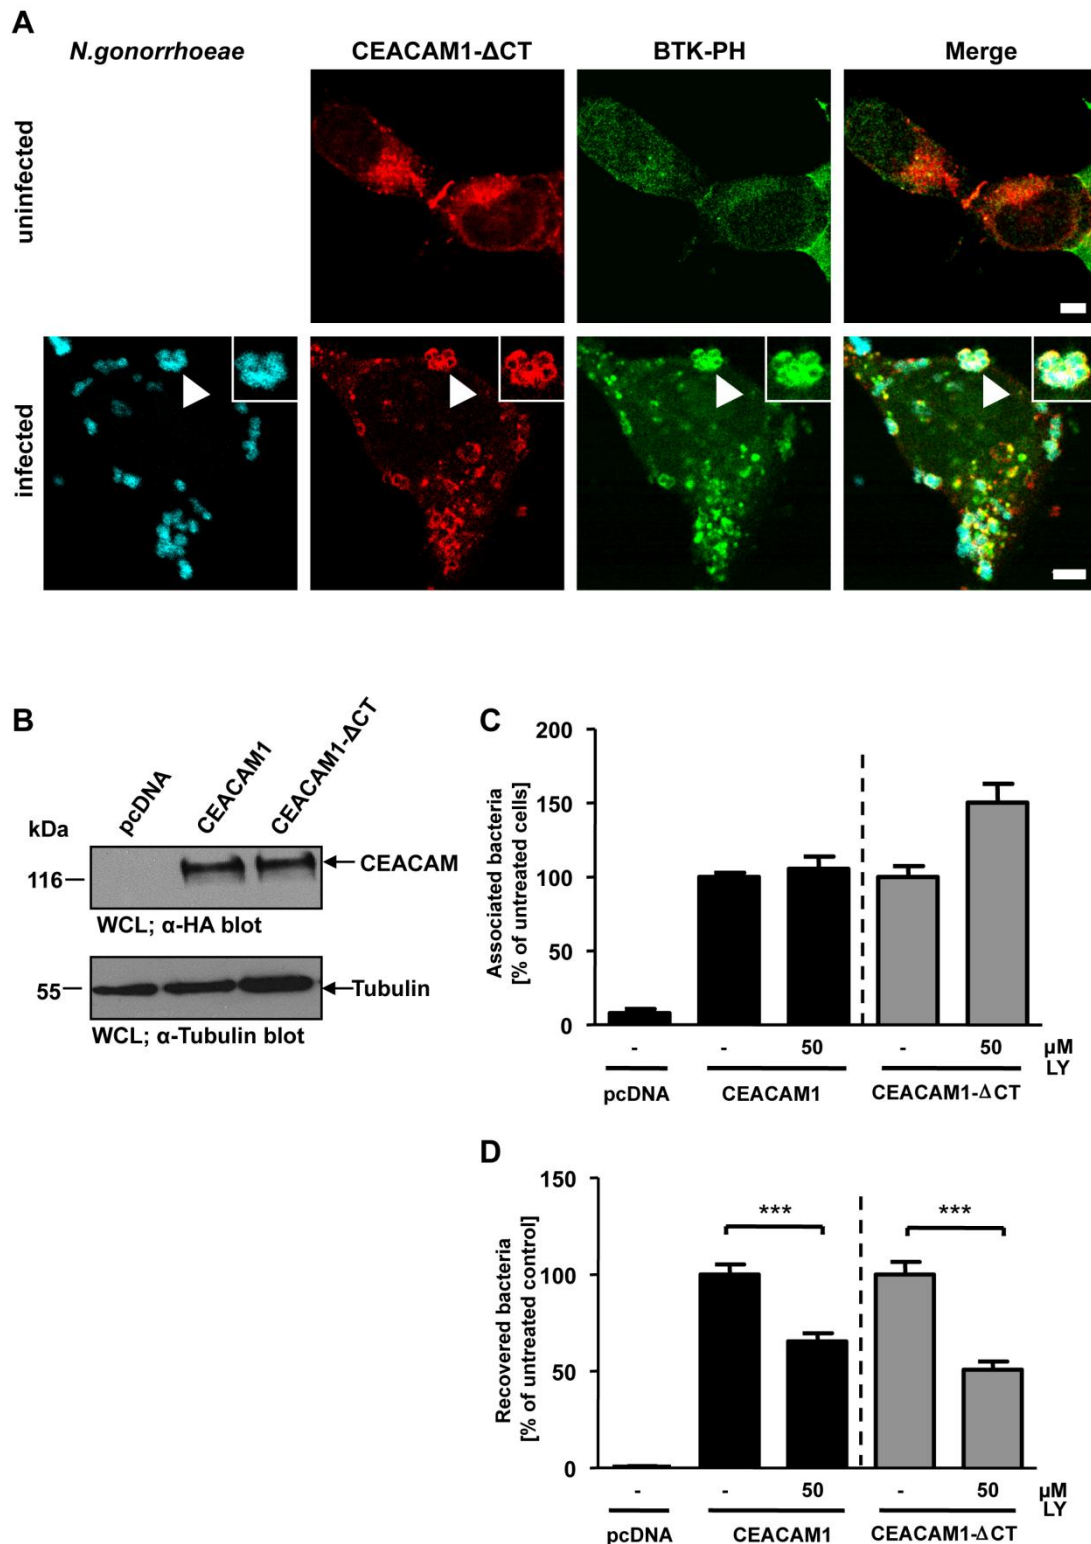 A
N.gonorrhoeae CEACAM1-ΔCT BTK-PH Merge
uninfected
infected
B
pcDNA
CEACAM1
CEACAM1-ΔCT
kDa
116
CEACAM
WCL; α-HA blot
55
Tubulin
WCL; α-Tubulin blot
C
Associated bacteria
[% of untreated cells]
200
150
100
50
0
- - 50 - 50 μM
LY
pcDNA CEACAM1 CEACAM1-ΔCT
D
Recovered bacteria
[% of untreated control]
150
100
50
0
*** ***
- - 50 - 50 μM
LY
pcDNA CEACAM1 CEACAM1-ΔCT